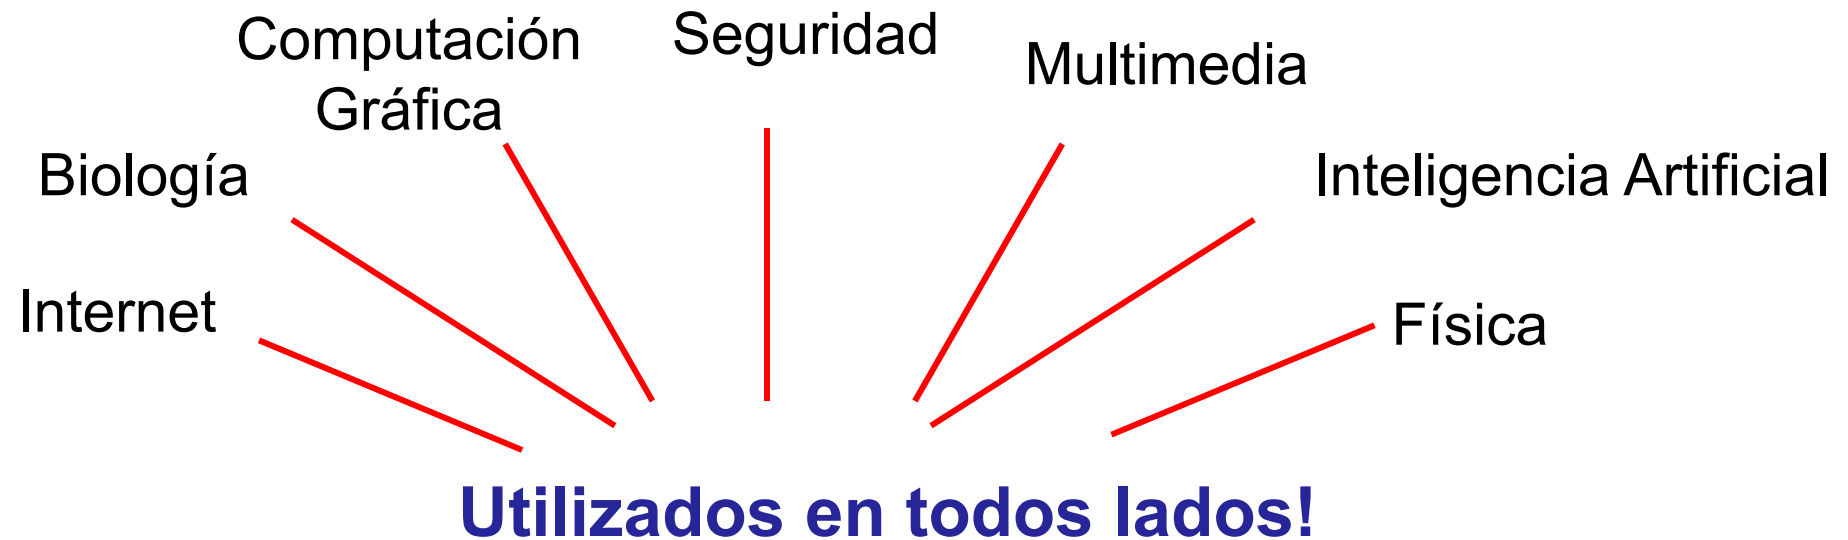 Computación
Gráfica
Seguridad
Multimedia
Biología
Inteligencia Artificial
Internet
Física
Utilizados en todos lados!